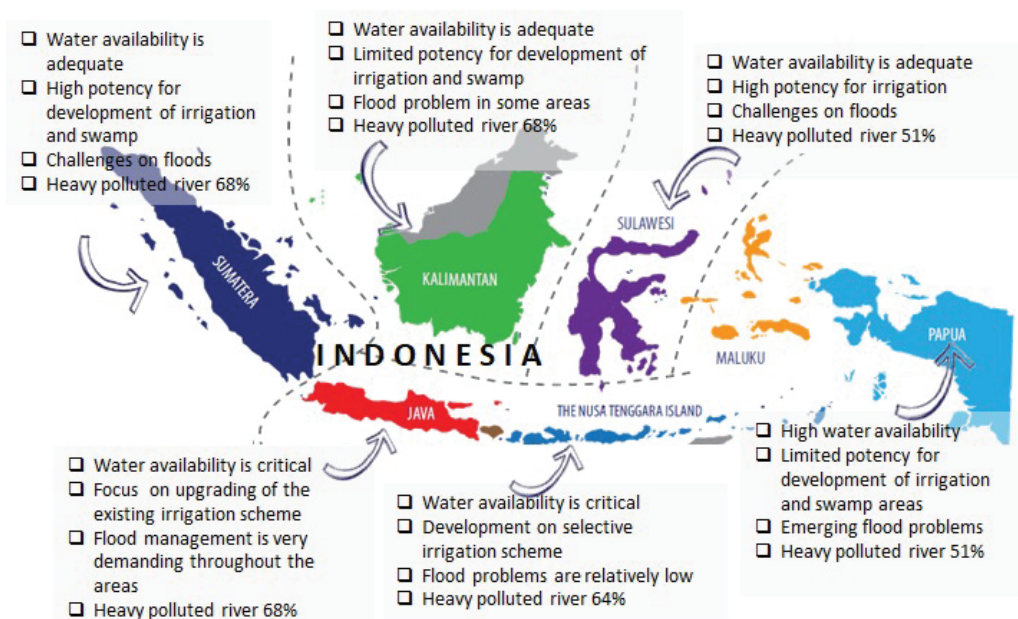 ❑ Water availability is
adequate
❑ High potency for
development of irrigation
and swamp
❑ Challenges on floods
❑ Heavy polluted river 68%
❑ Water availability is adequate
❑ Limited potency for development of
irrigation and swamp
❑ Flood problem in some areas
❑ Heavy polluted river 68%
❑ Water availability is adequate
❑ High potency for irrigation
❑ Challenges on floods
❑ Heavy polluted river 51%
SUMATERA
KALIMANTAN
SULAWESI
INDONESIA
MALUKU
PAPUA
JAVA
THE NUSA TENGGARA ISLAND
❑ Water availability is critical
❑ Focus on upgrading of the
existing irrigation scheme
❑ Flood management is very
demanding throughout the
areas
❑ Heavy polluted river 68%
❑ Water availability is critical
❑ Development on selective
irrigation scheme
❑ Flood problems are relatively low
❑ Heavy polluted river 64%
❑ High water availability
❑ Limited potency for
development of irrigation
and swamp areas
❑ Emerging flood problems
❑ Heavy polluted river 51%